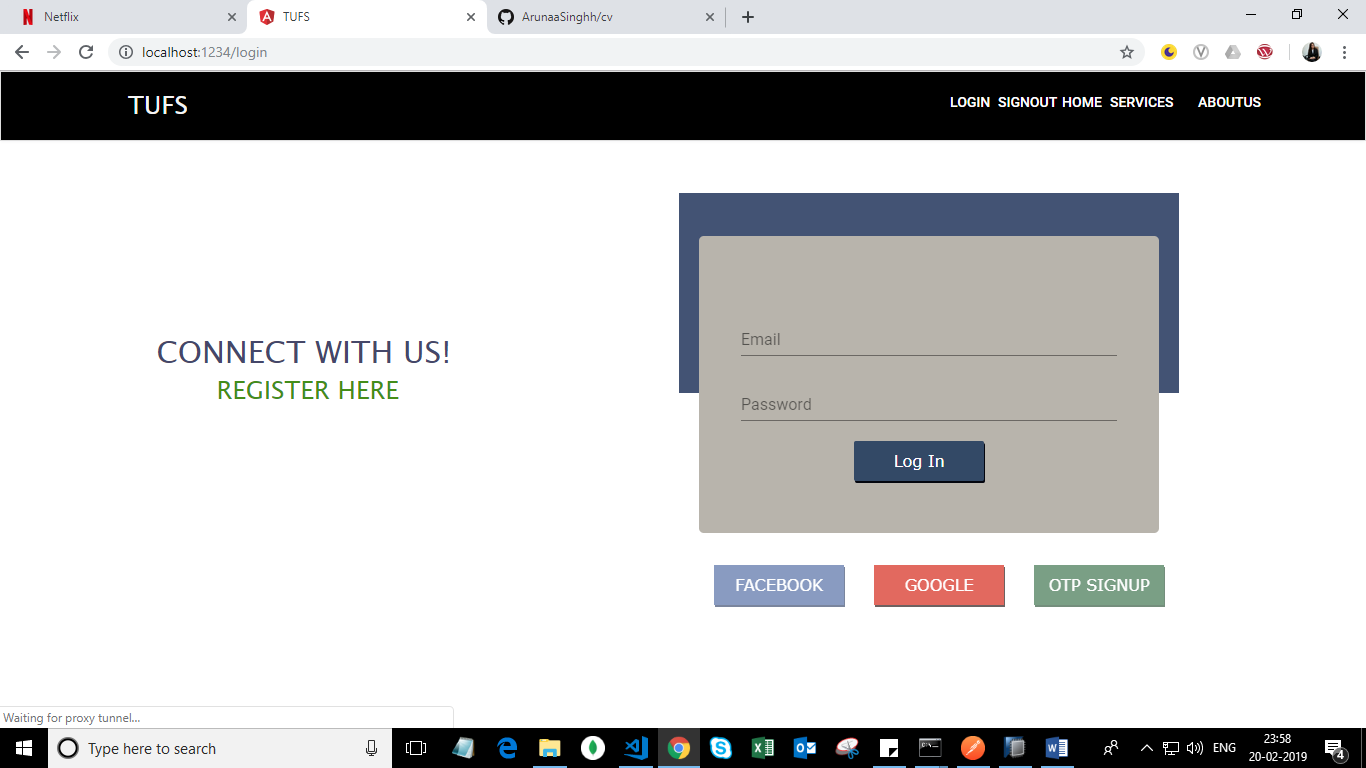 Netflix
TUFS
ArunaaSinghh/cv
localhost:1234/login
TUFS
LOGIN SIGNOUT HOME SERVICES ABOUTUS
CONNECT WITH US!
REGISTER HERE
Email
Password
Log In
FACEBOOK
GOOGLE
OTP SIGNUP
Waiting for proxy tunnel...
Type here to search
ENG
23:58
20-02-2019
4